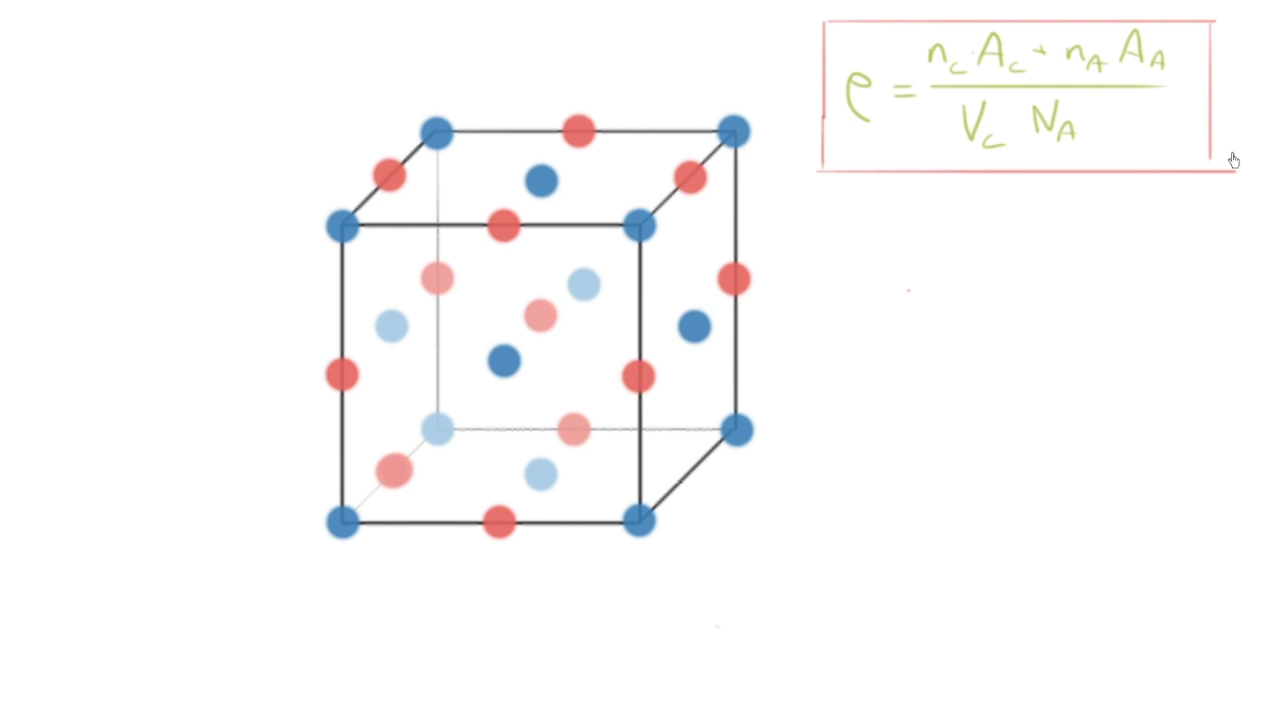 ρ = (n_c A_c + n_A A_A) / (V_c N_A)